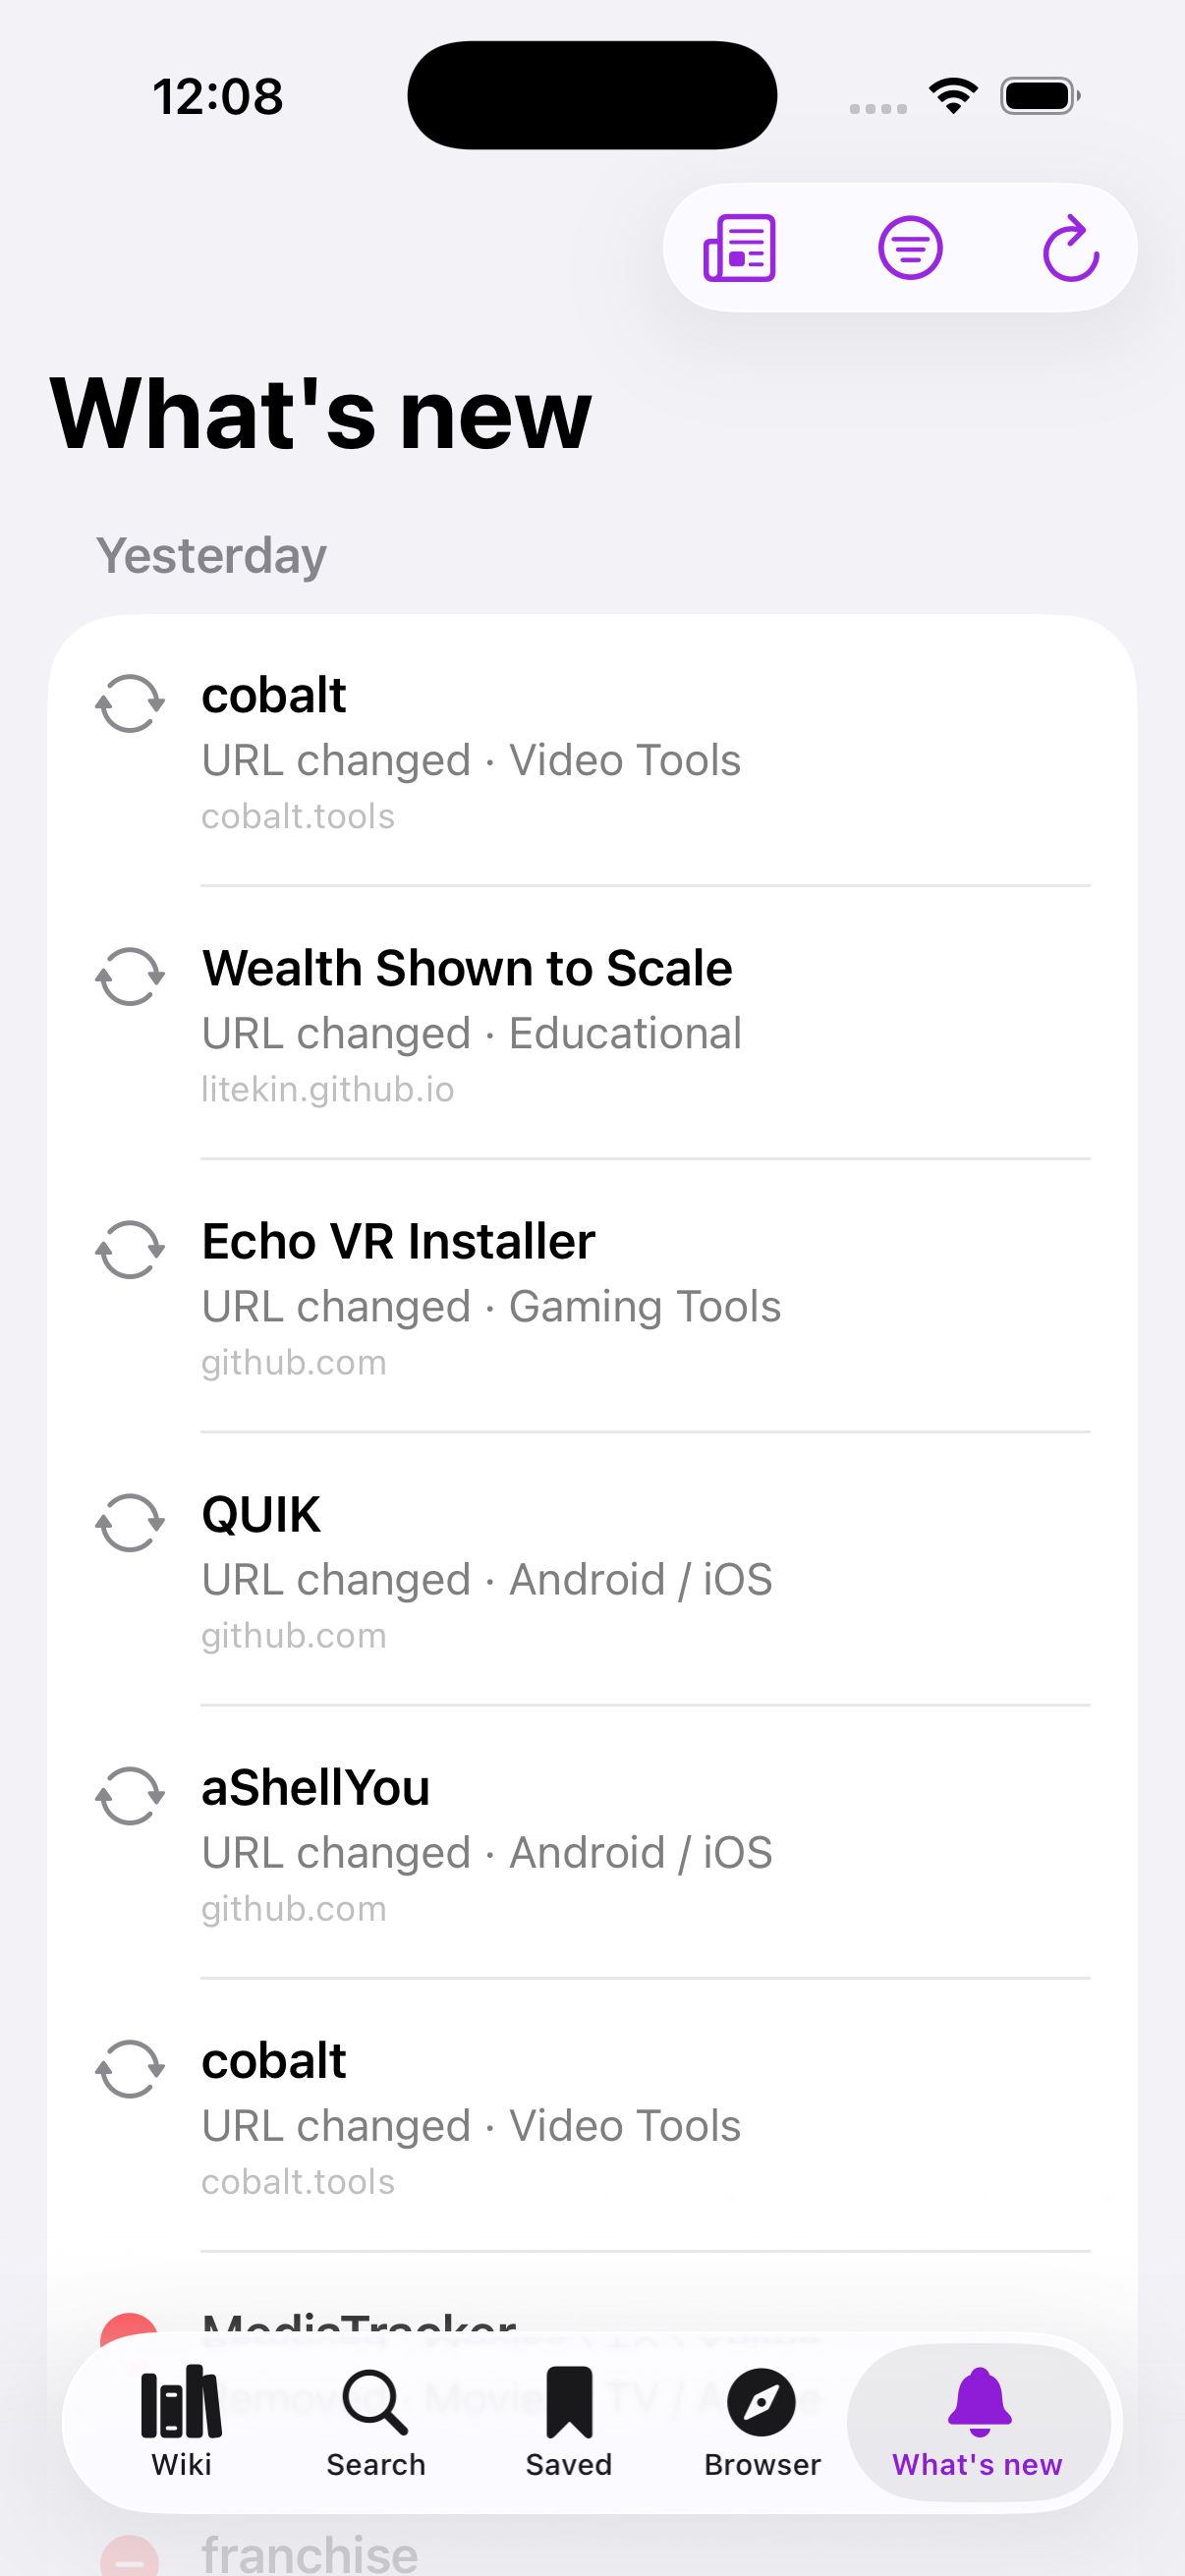 12:08
What's new
Yesterday
cobalt
URL changed · Video Tools
cobalt.tools
Wealth Shown to Scale
URL changed · Educational
litekin.github.io
Echo VR Installer
URL changed · Gaming Tools
github.com
QUIK
URL changed · Android / iOS
github.com
aShellYou
URL changed · Android / iOS
github.com
cobalt
URL changed · Video Tools
cobalt.tools
MediaTracker
Removed · Movies / TV /
Wiki
Search
Saved
Browser
What's new
franchise